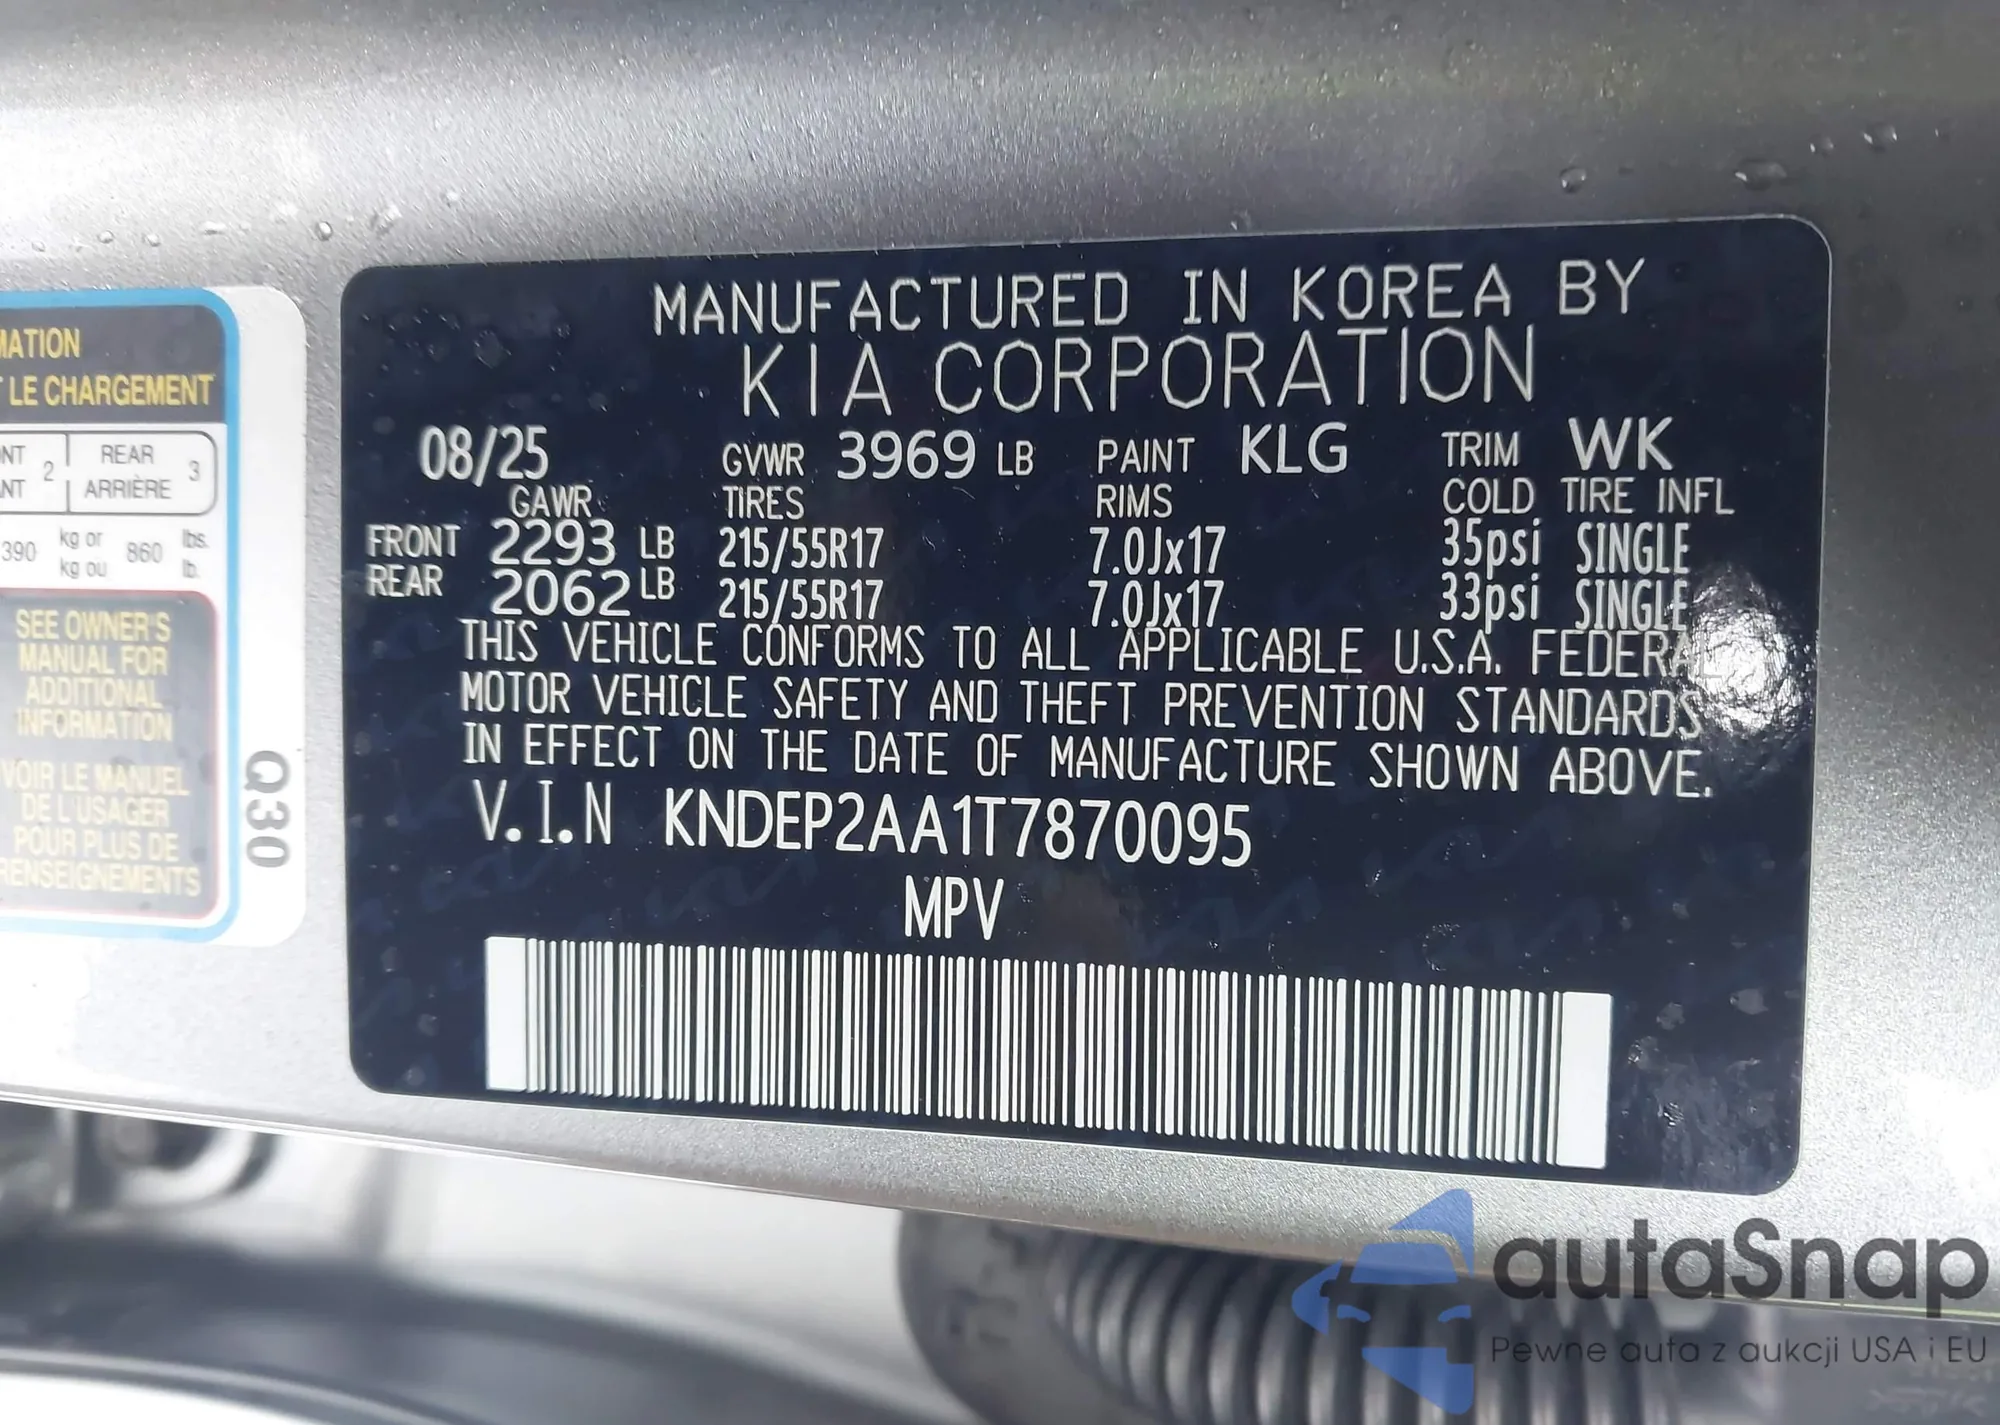 MATION
LE CHARGEMENT
NT 2 REAR 3
NT ARRIÈRE
390 kg or 860 lbs.
kg ou lb.
SEE OWNER'S
MANUAL FOR
ADDITIONAL
INFORMATION
VOIR LE MANUEL
DE L'USAGER
POUR PLUS DE
RENSEIGNEMENTS
Q30
MANUFACTURED IN KOREA BY
KIA CORPORATION
08/25 GVWR 3969 LB PAINT KLG TRIM WK
GAWR TIRES RIMS COLD TIRE INFL
FRONT 2293 LB 215/55R17 7.0Jx17 35psi SINGLE
REAR 2062 LB 215/55R17 7.0Jx17 33psi SINGLE
THIS VEHICLE CONFORMS TO ALL APPLICABLE U.S.A. FEDERAL
MOTOR VEHICLE SAFETY AND THEFT PREVENTION STANDARDS
IN EFFECT ON THE DATE OF MANUFACTURE SHOWN ABOVE.
V.I.N KNDEP2AA1T7870095
MPV
autaSnap
Pewne auta z aukcji USA i EU